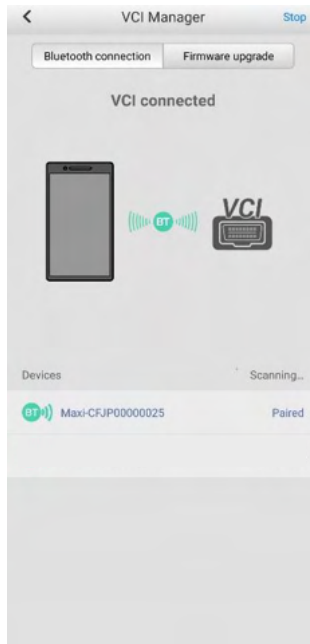 VCI Manager Stop
Bluetooth connection Firmware upgrade
VCI connected
BT VCI
Devices Scanning...
BT Maxi-CFJP00000025 Paired